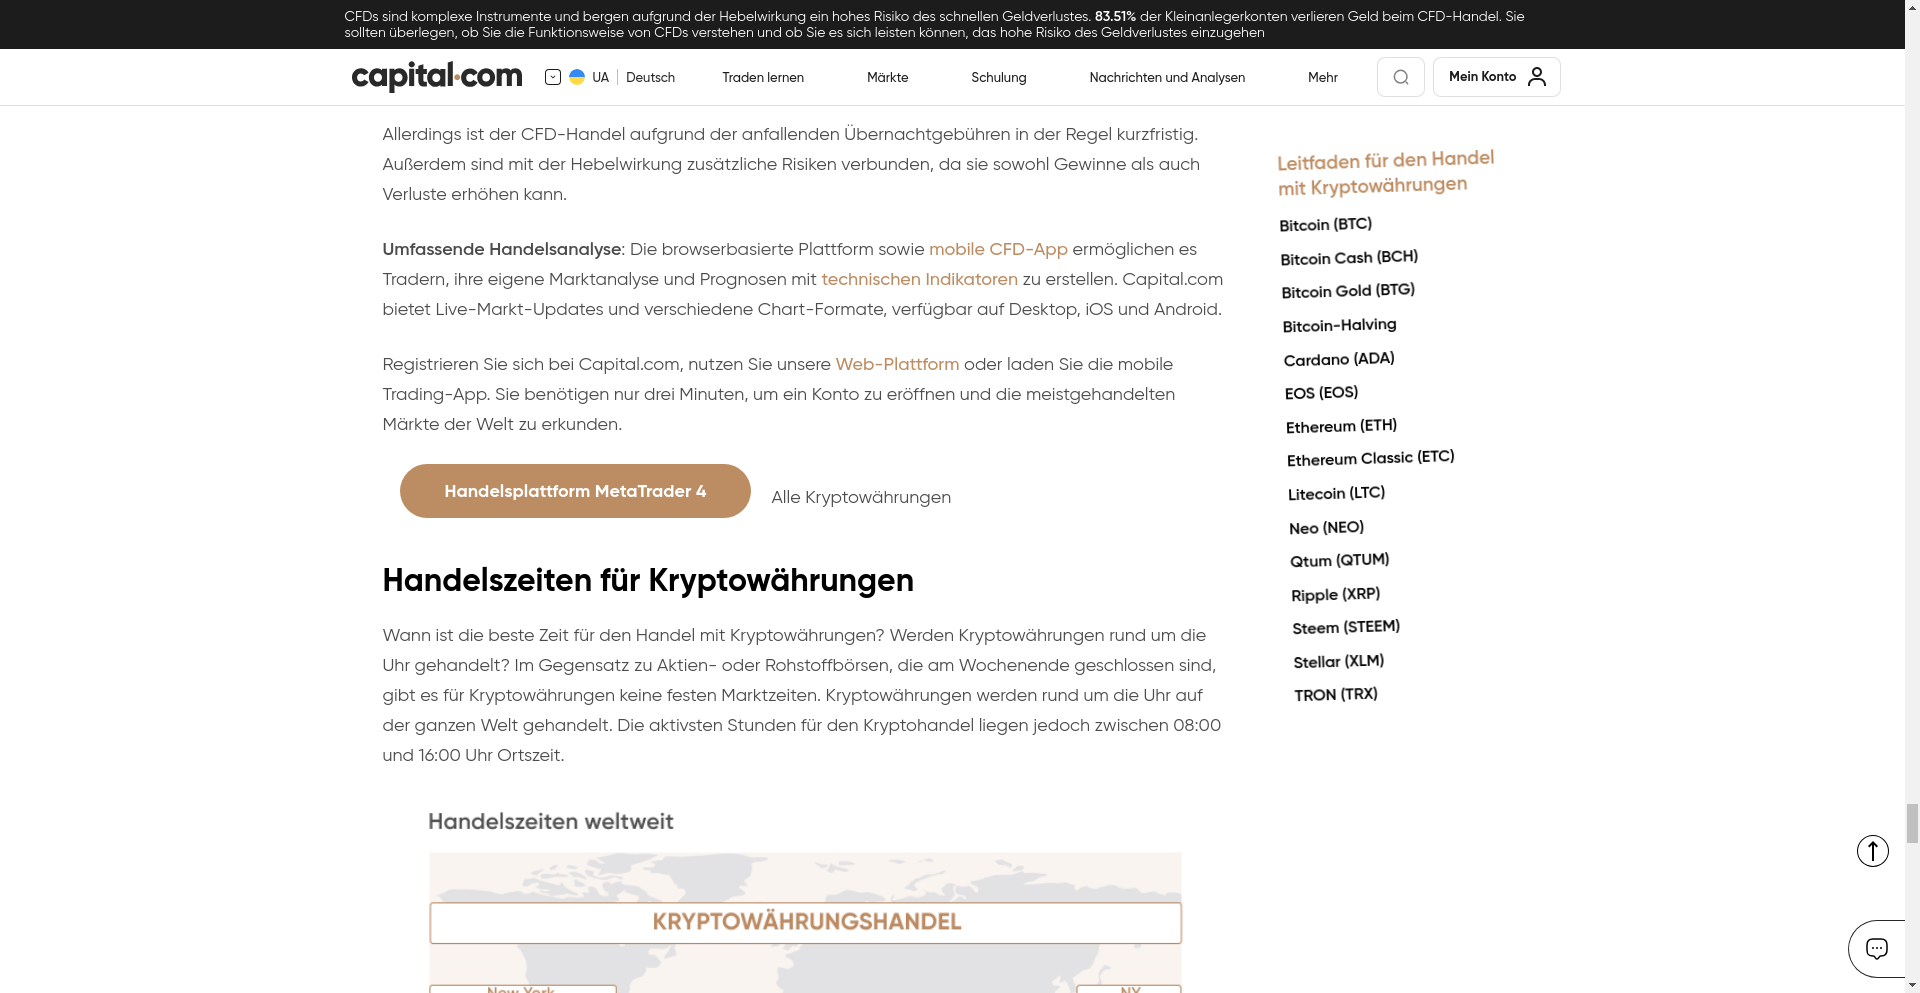 CFDs sind komplexe Instrumente und bergen aufgrund der Hebelwirkung ein hohes Risiko des schnellen Geldverlustes. 83.51% der Kleinanlegerkonten verlieren Geld beim CFD-Handel. Sie
sollten überlegen, ob Sie die Funktionsweise von CFDs verstehen und ob Sie es sich leisten können, das hohe Risiko des Geldverlustes einzugehen
capital.com
UA | Deutsch
Traden lernen
Märkte
Schulung
Nachrichten und Analysen
Mehr
Mein Konto
Allerdings ist der CFD-Handel aufgrund der anfallenden Übernachtgebühren in der Regel kurzfristig.
Außerdem sind mit der Hebelwirkung zusätzliche Risiken verbunden, da sie sowohl Gewinne als auch
Verluste erhöhen kann.
Umfassende Handelsanalyse: Die browserbasierte Plattform sowie mobile CFD-App ermöglichen es
Tradern, ihre eigene Marktanalyse und Prognosen mit technischen Indikatoren zu erstellen. Capital.com
bietet Live-Markt-Updates und verschiedene Chart-Formate, verfügbar auf Desktop, iOS und Android.
Registrieren Sie sich bei Capital.com, nutzen Sie unsere Web-Plattform oder laden Sie die mobile
Trading-App. Sie benötigen nur drei Minuten, um ein Konto zu eröffnen und die meistgehandelten
Märkte der Welt zu erkunden.
Handelsplattform MetaTrader 4
Alle Kryptowährungen
Handelszeiten für Kryptowährungen
Wann ist die beste Zeit für den Handel mit Kryptowährungen? Werden Kryptowährungen rund um die
Uhr gehandelt? Im Gegensatz zu Aktien- oder Rohstoffbörsen, die am Wochenende geschlossen sind,
gibt es für Kryptowährungen keine festen Marktzeiten. Kryptowährungen werden rund um die Uhr auf
der ganzen Welt gehandelt. Die aktivsten Stunden für den Kryptohandel liegen jedoch zwischen 08:00
und 16:00 Uhr Ortszeit.
Handelszeiten weltweit
KRYPTOWÄHRUNGSHANDEL
New York
NY
Leitfaden für den Handel
mit Kryptowährungen
Bitcoin (BTC)
Bitcoin Cash (BCH)
Bitcoin Gold (BTG)
Bitcoin-Halving
Cardano (ADA)
EOS (EOS)
Ethereum (ETH)
Ethereum Classic (ETC)
Litecoin (LTC)
Neo (NEO)
Qtum (QTUM)
Ripple (XRP)
Steem (STEEM)
Stellar (XLM)
TRON (TRX)